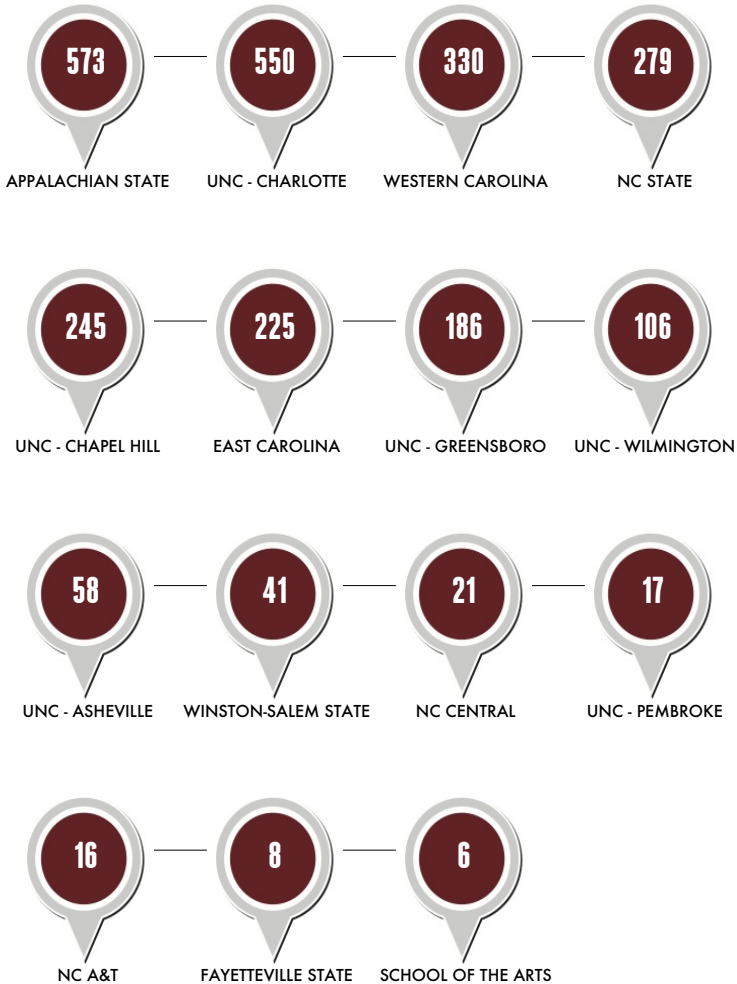 573 550 330 279
APPALACHIAN STATE UNC - CHARLOTTE WESTERN CAROLINA NC STATE
245 225 186 106
UNC - CHAPEL HILL EAST CAROLINA UNC - GREENSBORO UNC - WILMINGTON
58 41 21 17
UNC - ASHEVILLE WINSTON-SALEM STATE NC CENTRAL UNC - PEMBROKE
16 8 6
NC A&T FAYETTEVILLE STATE SCHOOL OF THE ARTS